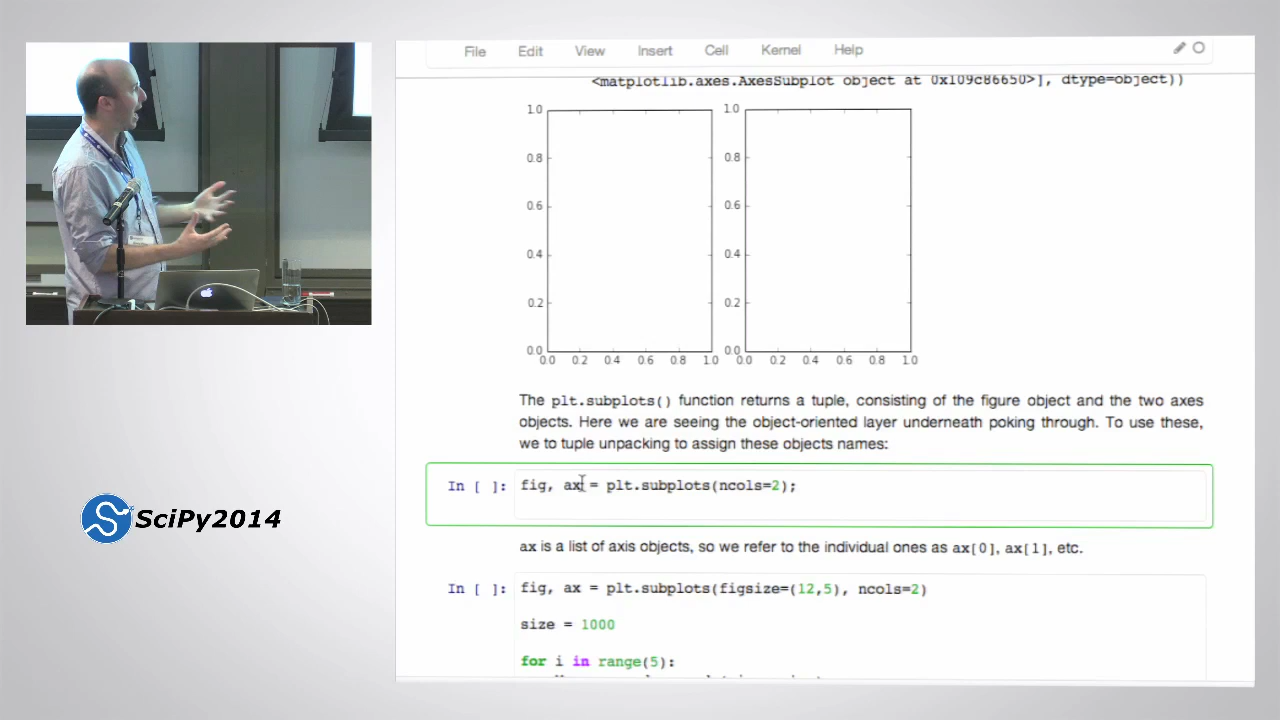 File Edit View Insert Cell Kernel Help
<matplotlib.axes.AxesSubplot object at 0x109c86650>], dtype=object))
1.0 1.0
0.8 0.8
0.6 0.6
0.4 0.4
0.2 0.2
0.0 0.0
0.0 0.2 0.4 0.6 0.8 1.0 0.0 0.2 0.4 0.6 0.8 1.0
The plt.subplots() function returns a tuple, consisting of the figure object and the two axes
objects. Here we are seeing the object-oriented layer underneath poking through. To use these,
we to tuple unpacking to assign these objects names:
In [ ]: fig, ax = plt.subplots(ncols=2);
ax is a list of axis objects, so we refer to the individual ones as ax[0], ax[1], etc.
In [ ]: fig, ax = plt.subplots(figsize=(12,5), ncols=2)
size = 1000
for i in range(5):
SciPy2014